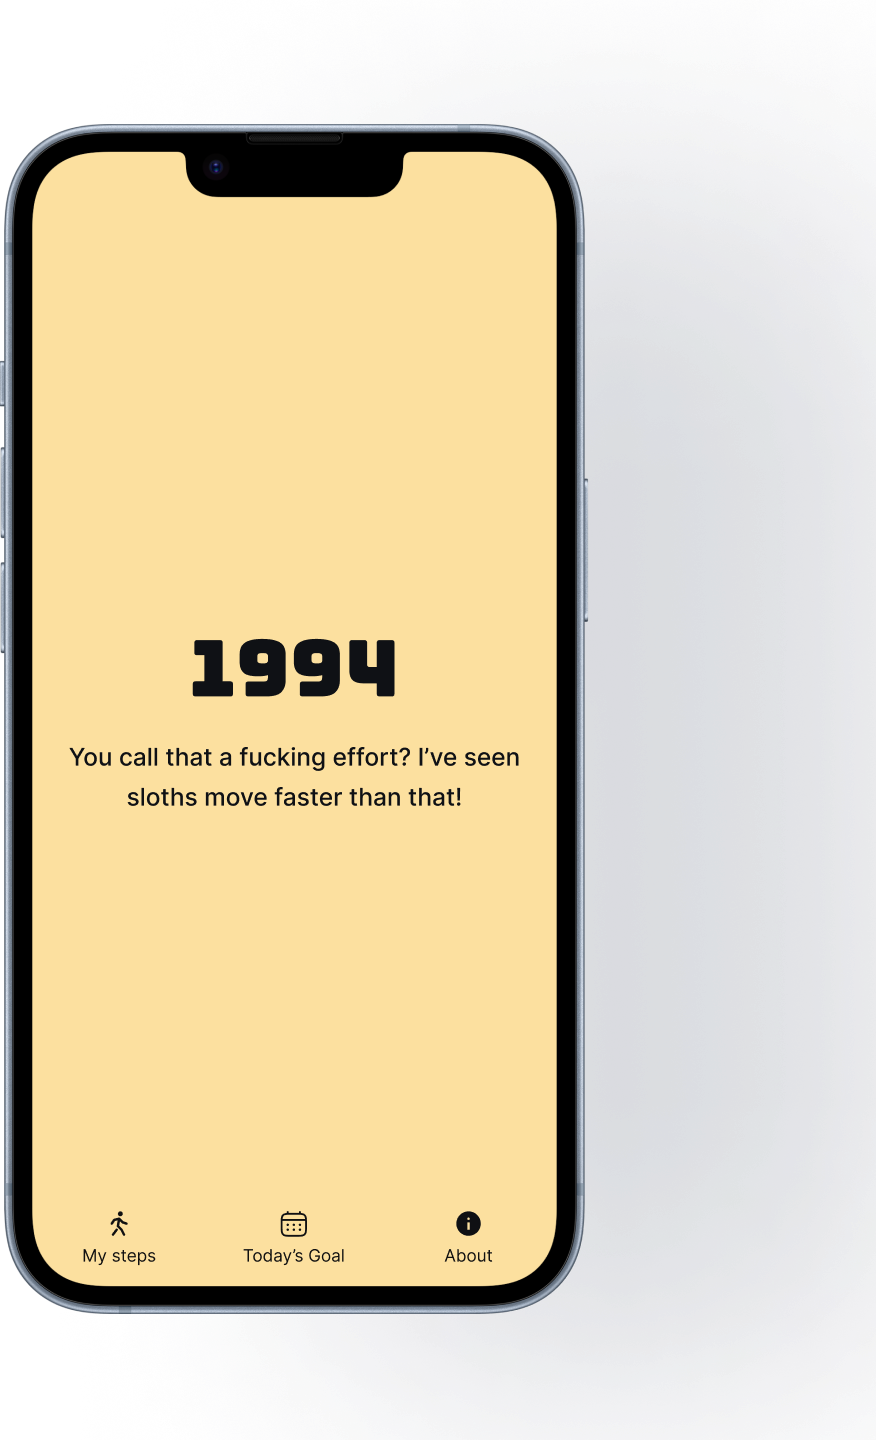 1994
You call that a fucking effort? I’ve seen
sloths move faster than that!
My steps
Today’s Goal
About